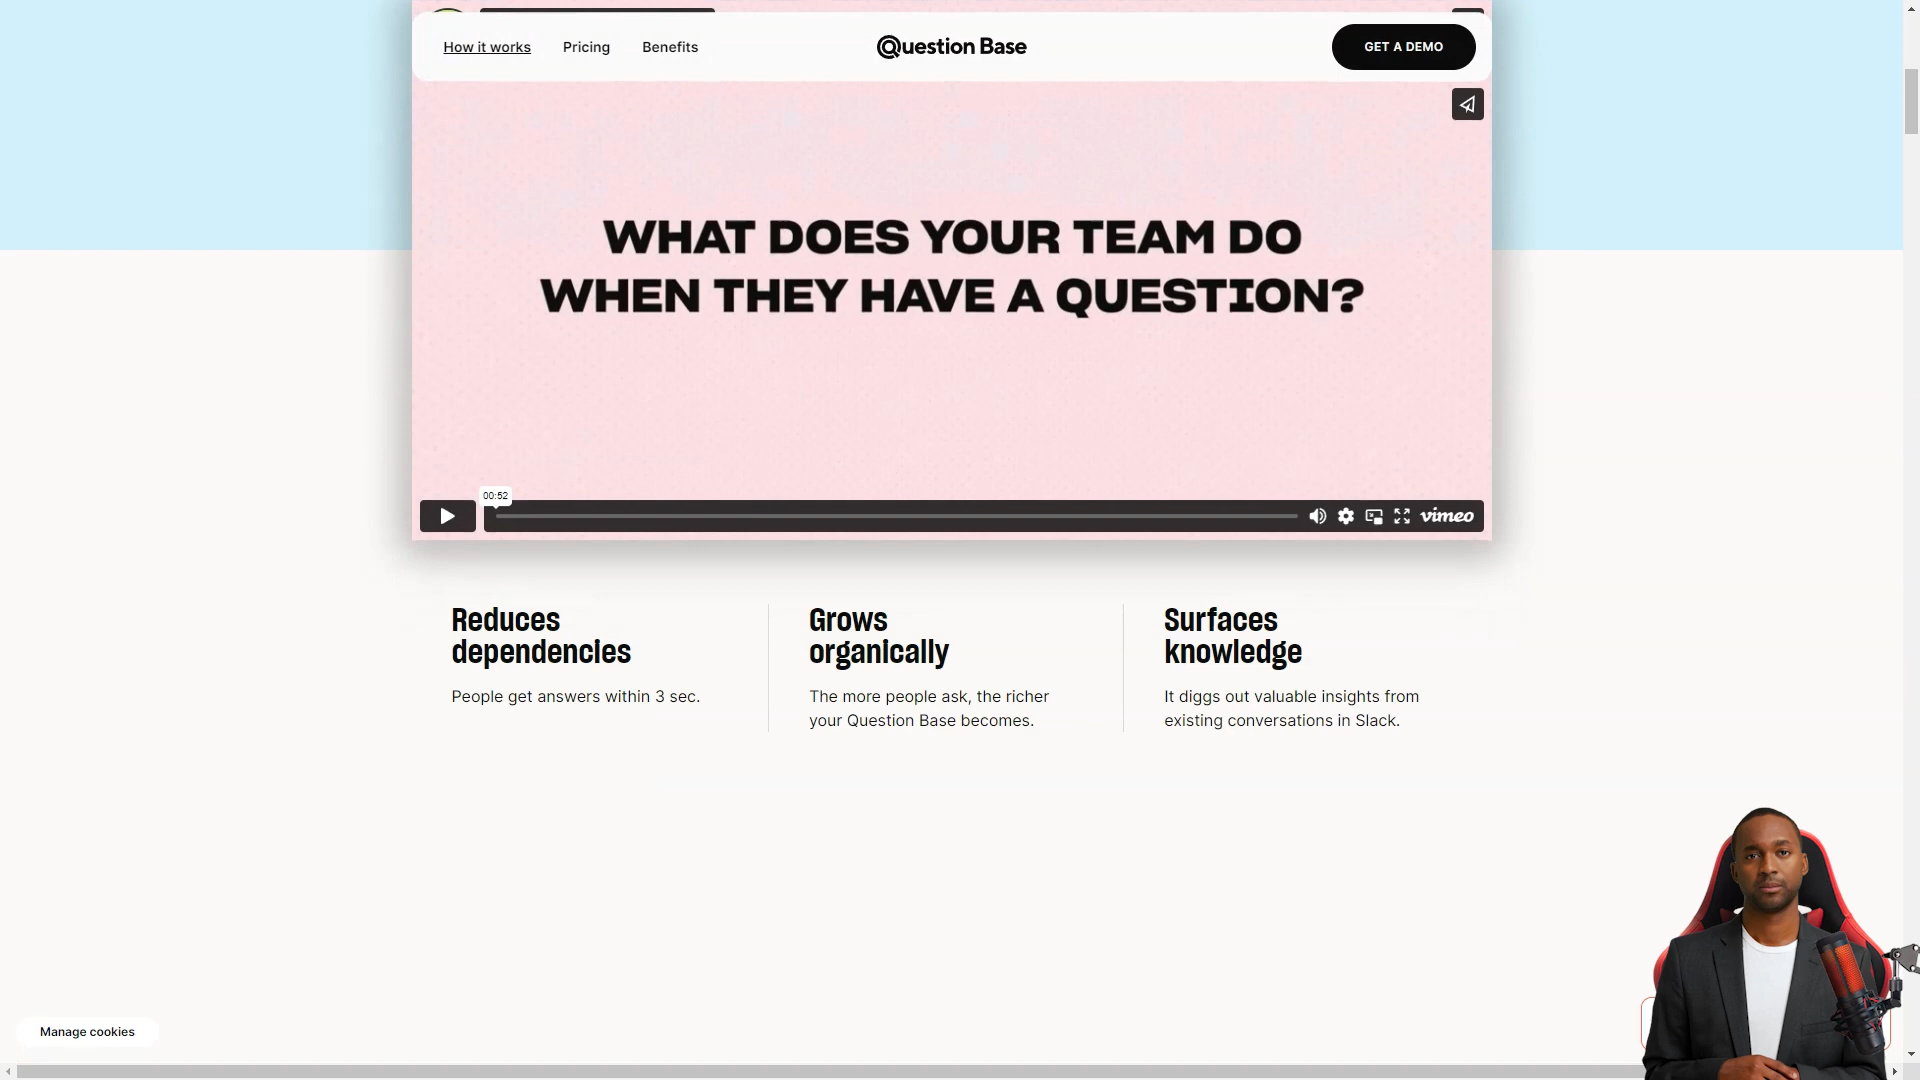 How it works
Pricing
Benefits
Question Base
GET A DEMO
WHAT DOES YOUR TEAM DO
WHEN THEY HAVE A QUESTION?
00:52
vimeo
Reduces
dependencies
People get answers within 3 sec.
Grows
organically
The more people ask, the richer
your Question Base becomes.
Surfaces
knowledge
It diggs out valuable insights from
existing conversations in Slack.
Manage cookies